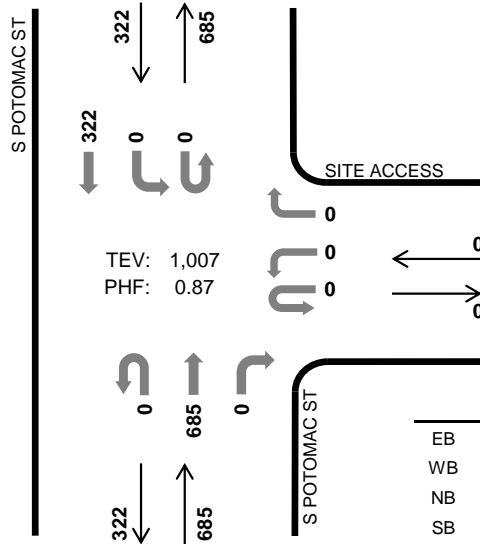 S POTOMAC ST
322
685
322
0
0
SITE ACCESS
0
0
0
0
0
TEV: 1,007
PHF: 0.87
0
685
0
S POTOMAC ST
322
685
EB
WB
NB
SB